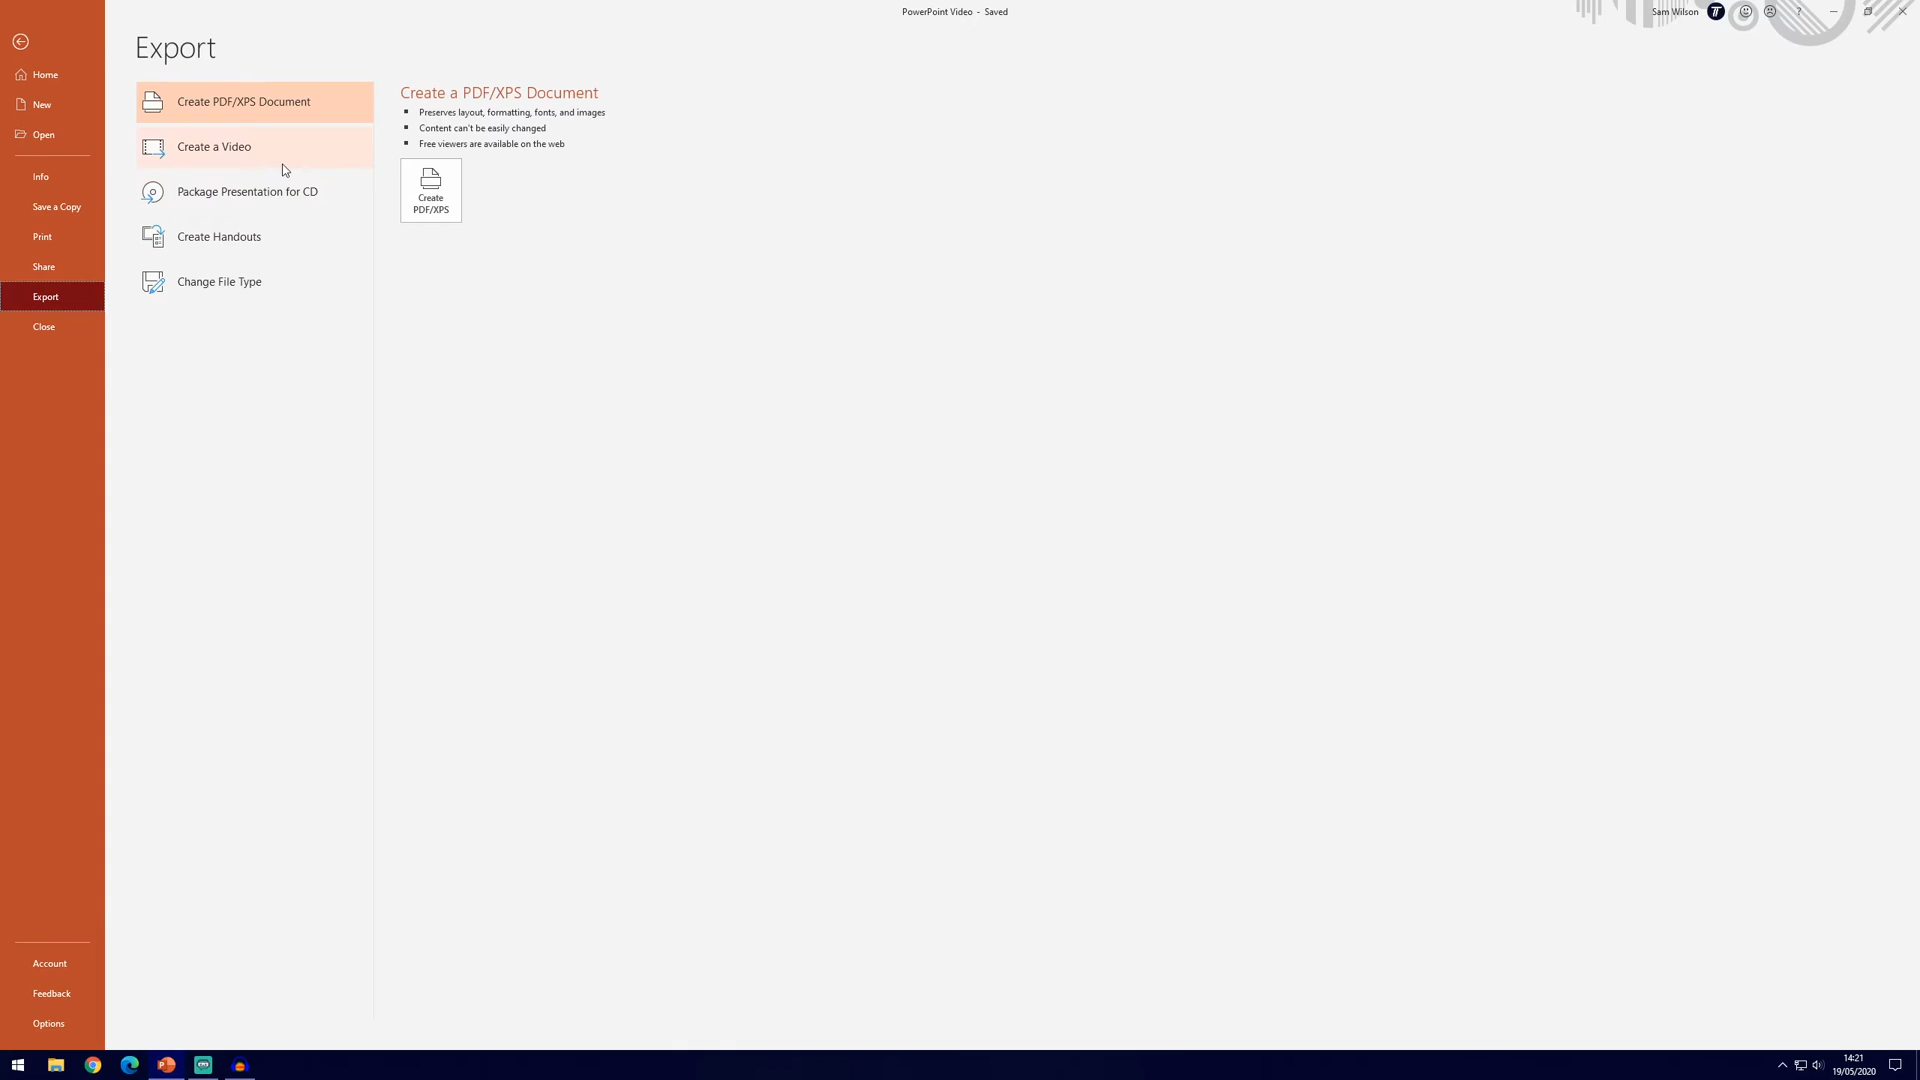 PowerPoint Video - Saved
Sam Wilson
?
Home
New
Open
Info
Save a Copy
Print
Share
Export
Close
Account
Feedback
Options
Export
Create PDF/XPS Document
Create a Video
Package Presentation for CD
Create Handouts
Change File Type
Create a PDF/XPS Document
Preserves layout, formatting, fonts, and images
Content can't be easily changed
Free viewers are available on the web
Create
PDF/XPS
14:21
19/05/2020